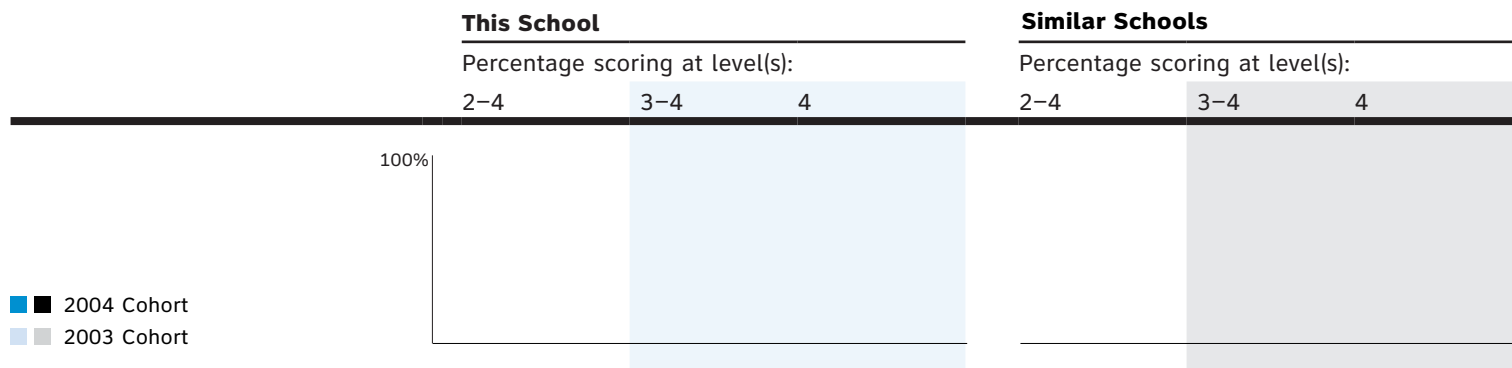 This School
Similar Schools
Percentage scoring at level(s):
Percentage scoring at level(s):
2–4 3–4 4
2–4 3–4 4
100%
2004 Cohort
2003 Cohort